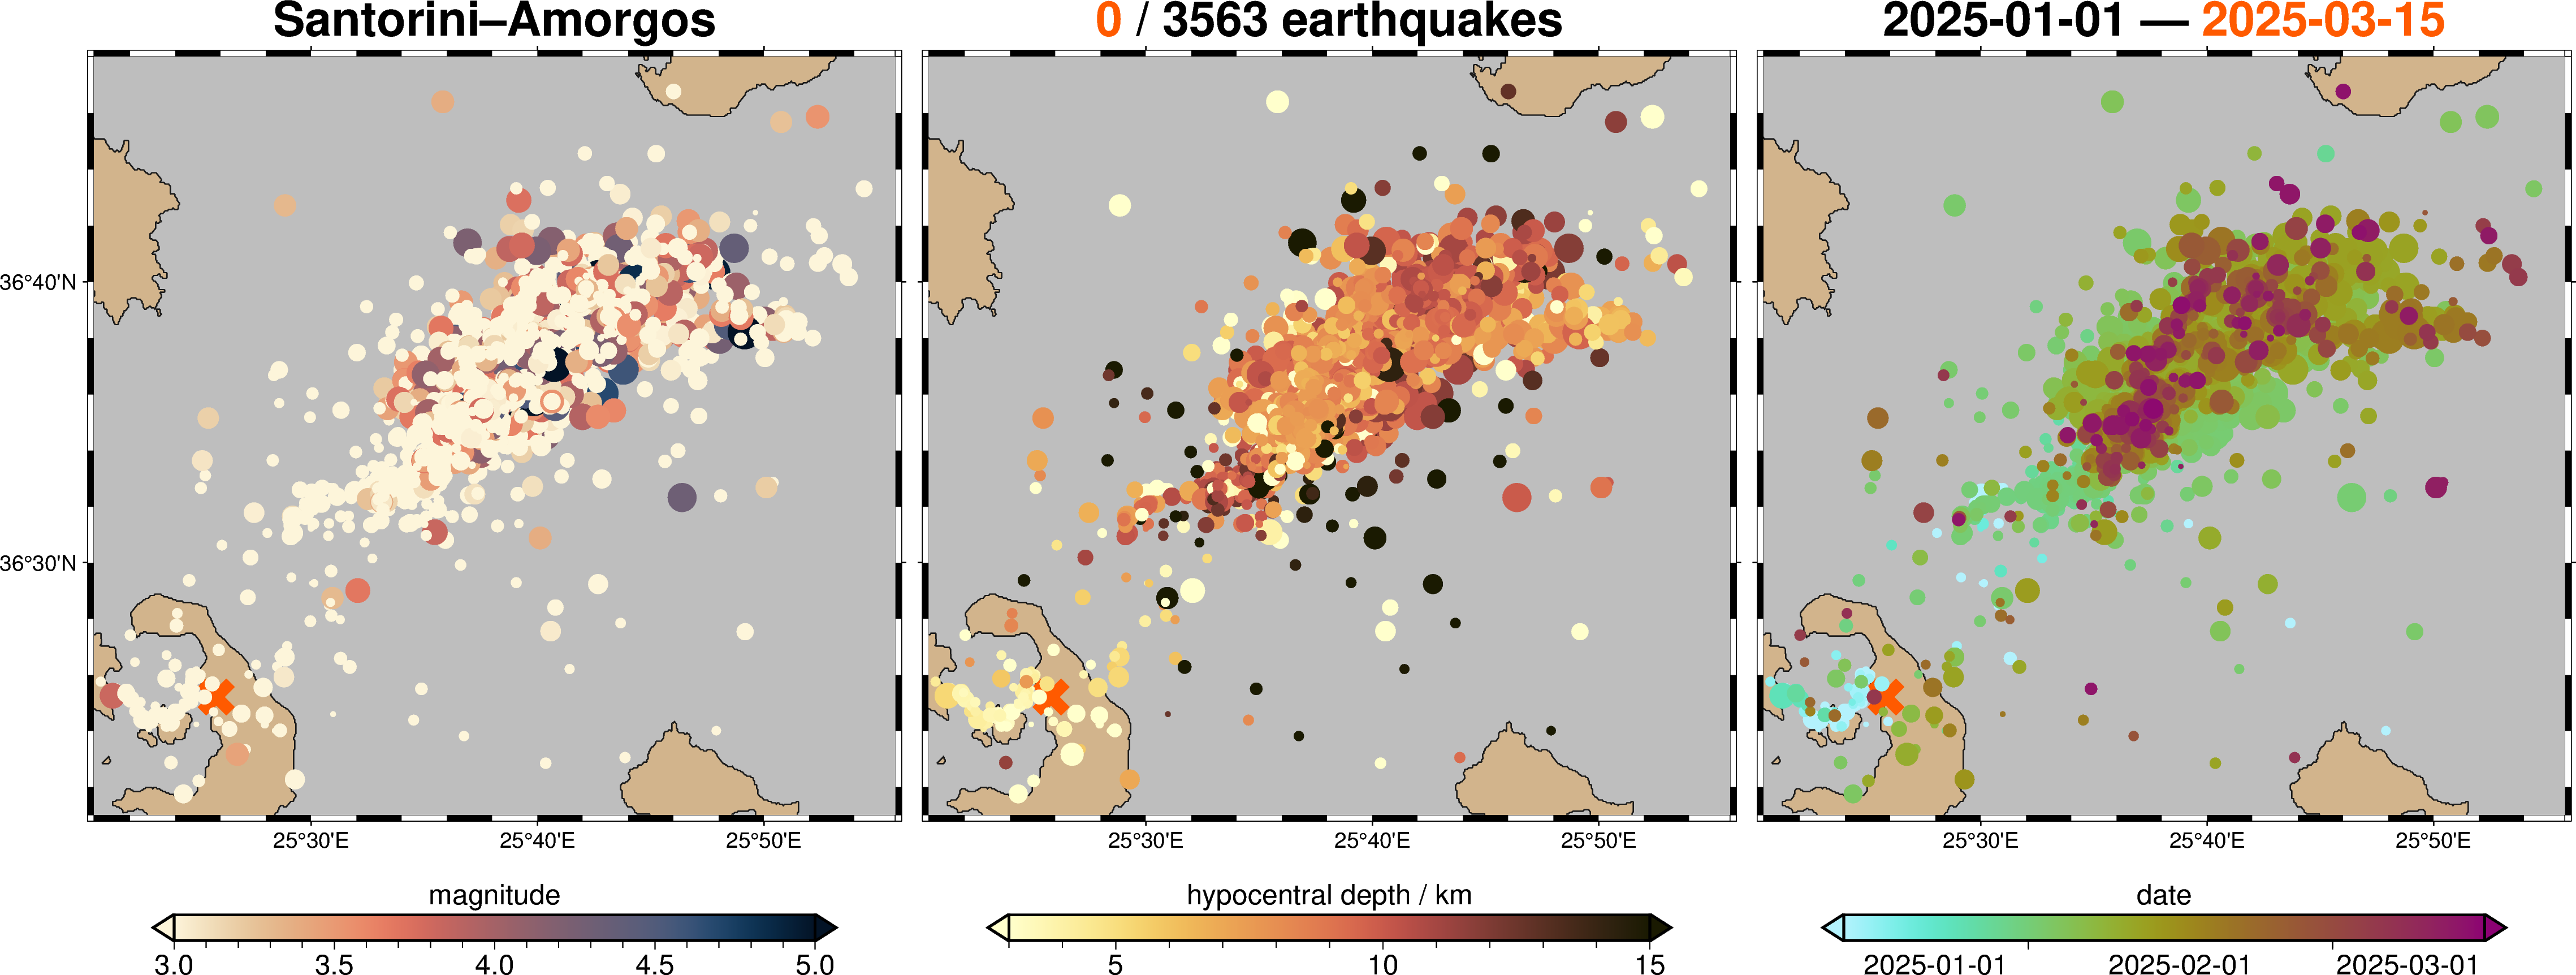 Santorini–Amorgos
0 / 3563 earthquakes
2025-01-01 — 2025-03-15
36°40'N
36°30'N
25°30'E 25°40'E 25°50'E
25°30'E 25°40'E 25°50'E
25°30'E 25°40'E 25°50'E
magnitude
3.0 3.5 4.0 4.5 5.0
hypocentral depth / km
5 10 15
date
2025-01-01 2025-02-01 2025-03-01